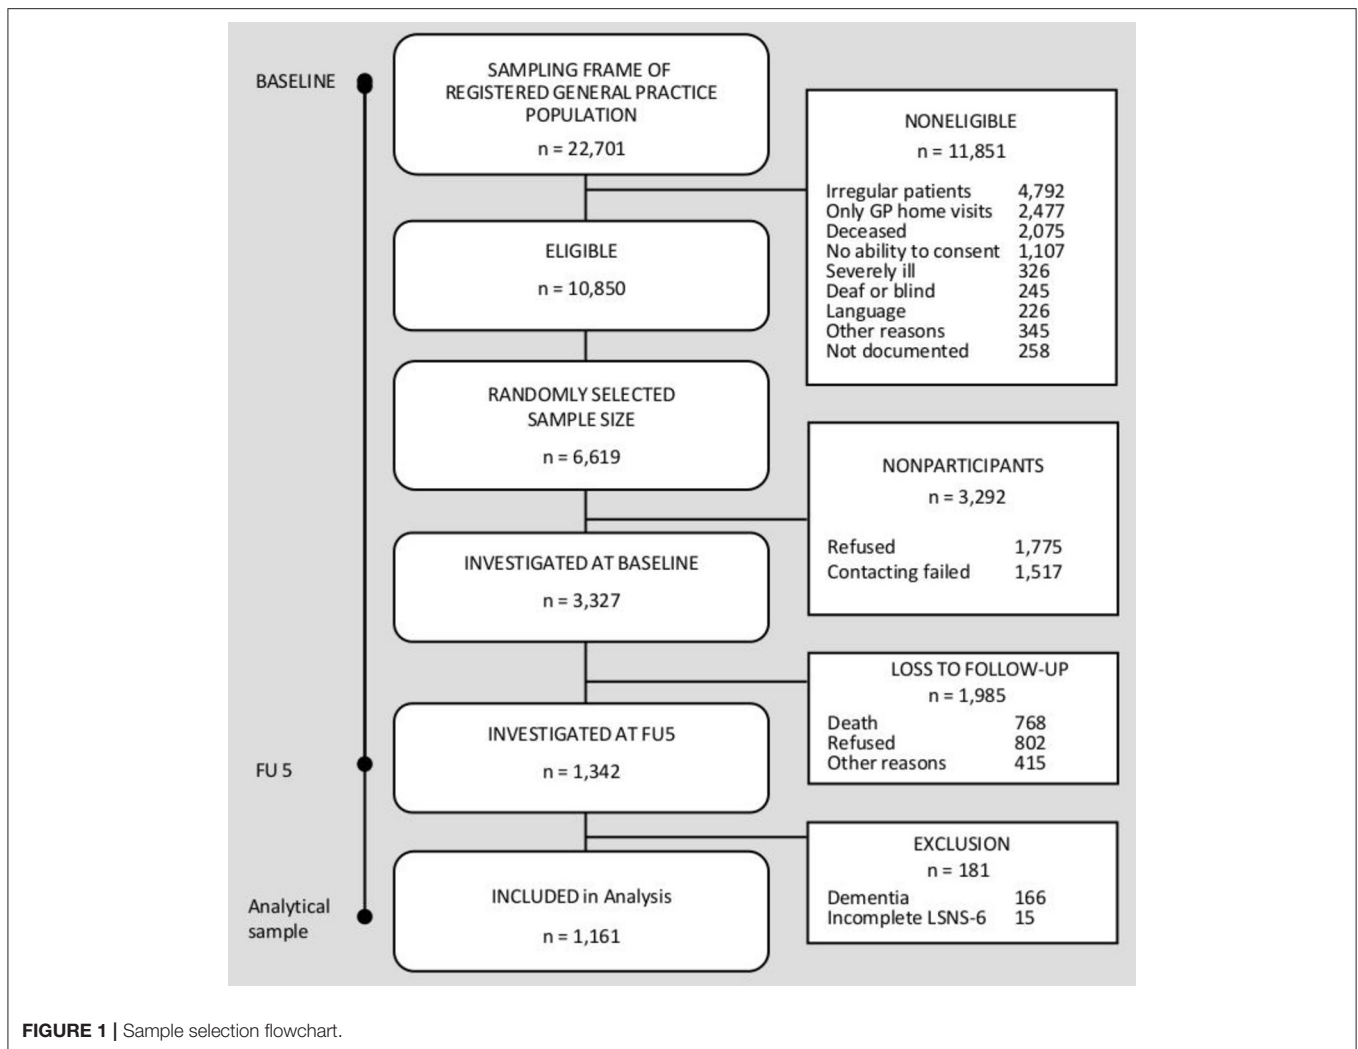 BASELINE
SAMPLING FRAME OF
REGISTERED GENERAL PRACTICE
POPULATION
n = 22,701
NONELIGIBLE
n = 11,851
Irregular patients 4,792
Only GP home visits 2,477
Deceased 2,075
No ability to consent 1,107
Severely ill 326
Deaf or blind 245
Language 226
Other reasons 345
Not documented 258
ELIGIBLE
n = 10,850
RANDOMLY SELECTED
SAMPLE SIZE
n = 6,619
NONPARTICIPANTS
n = 3,292
Refused 1,775
Contacting failed 1,517
INVESTIGATED AT BASELINE
n = 3,327
LOSS TO FOLLOW-UP
n = 1,985
Death 768
Refused 802
Other reasons 415
FU 5
INVESTIGATED AT FU5
n = 1,342
EXCLUSION
n = 181
Dementia 166
Incomplete LSNS-6 15
Analytical
sample
INCLUDED in Analysis
n = 1,161
FIGURE 1 | Sample selection flowchart.